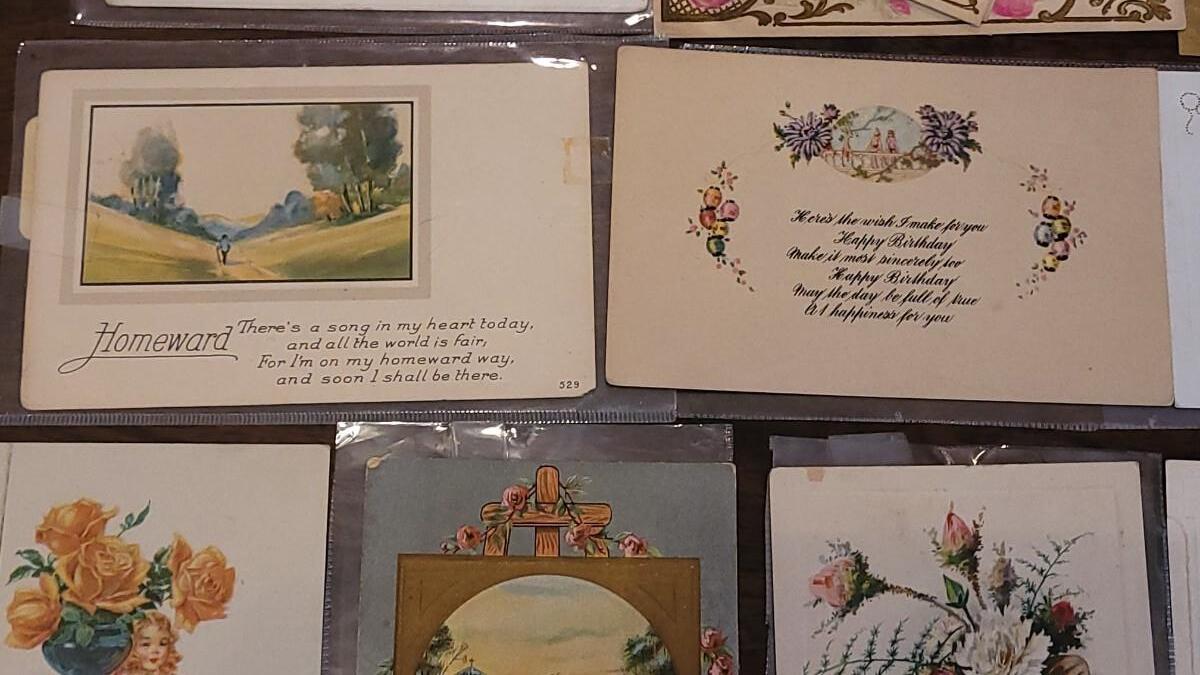 Homeward
There's a song in my heart today,
and all the world is fair;
For I'm on my homeward way,
and soon I shall be there.
529
Here's the wish I make for you
Happy Birthday
Make it most sincerely too
Happy Birthday
May the day be full of true
A1 happiness for you